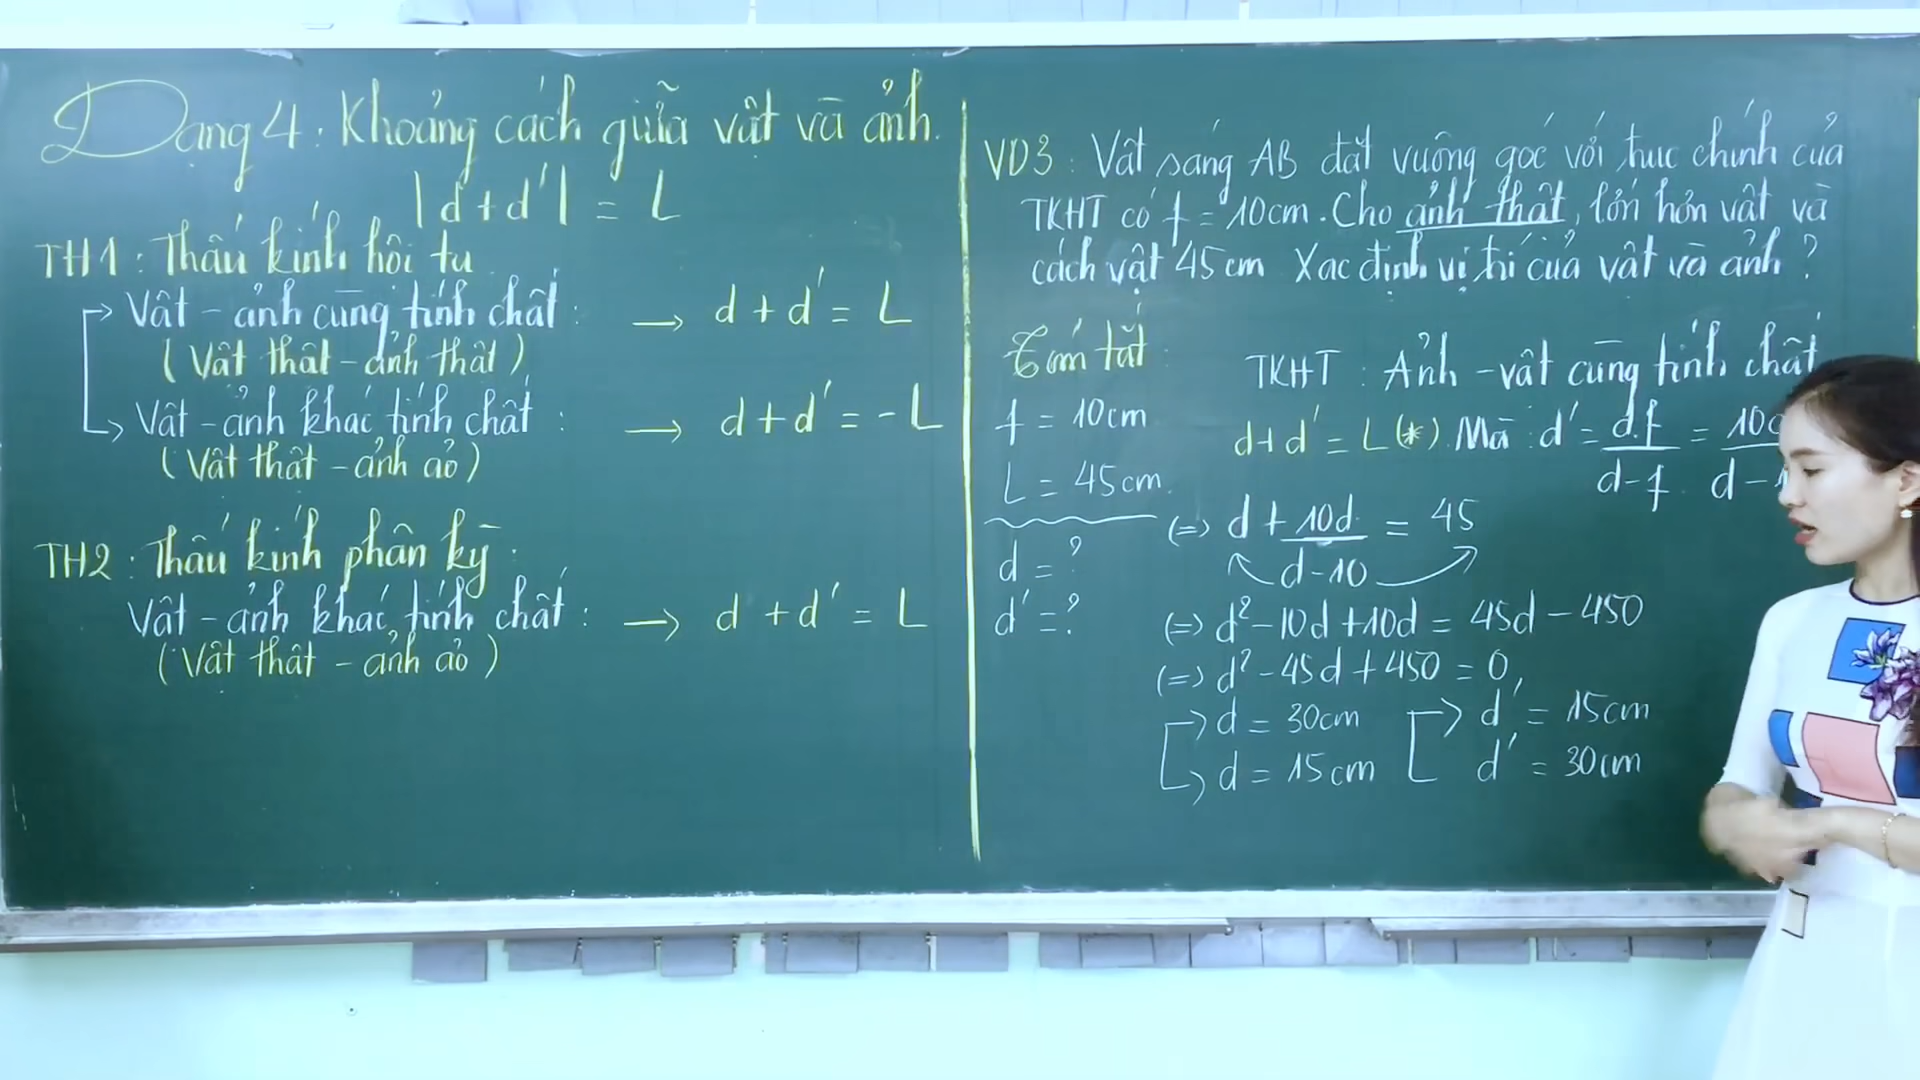 Dạng 4: Khoảng cách giữa vật và ảnh.
|d+d'| = L
TH1: Thấu kính hội tụ
Vật - ảnh cùng tính chất: → d + d' = L
(Vật thật - ảnh thật)
Vật - ảnh khác tính chất: → d + d' = - L
(Vật thật - ảnh ảo)
TH2: Thấu kính phân kỳ:
Vật - ảnh khác tính chất: → d + d' = L
(Vật thật - ảnh ảo)
VD3: Vật sáng AB đặt vuông góc với trục chính của
TKHT có f = 10cm. Cho ảnh thật, lớn hơn vật và
cách vật 45cm Xác định vị trí của vật và ảnh?
Tóm tắt
f = 10cm
L = 45cm
d = ?
d' = ?
TKHT: Ảnh - vật cùng tính chất
d+d' = L(*). Mà: d' = d.f / d-f = 10d / d-1
(=) d + 10d / d-10 = 45
(=) d² - 10d + 10d = 45d - 450
(=) d² - 45d + 450 = 0
d = 30cm d' = 15cm
d = 15cm d' = 30cm